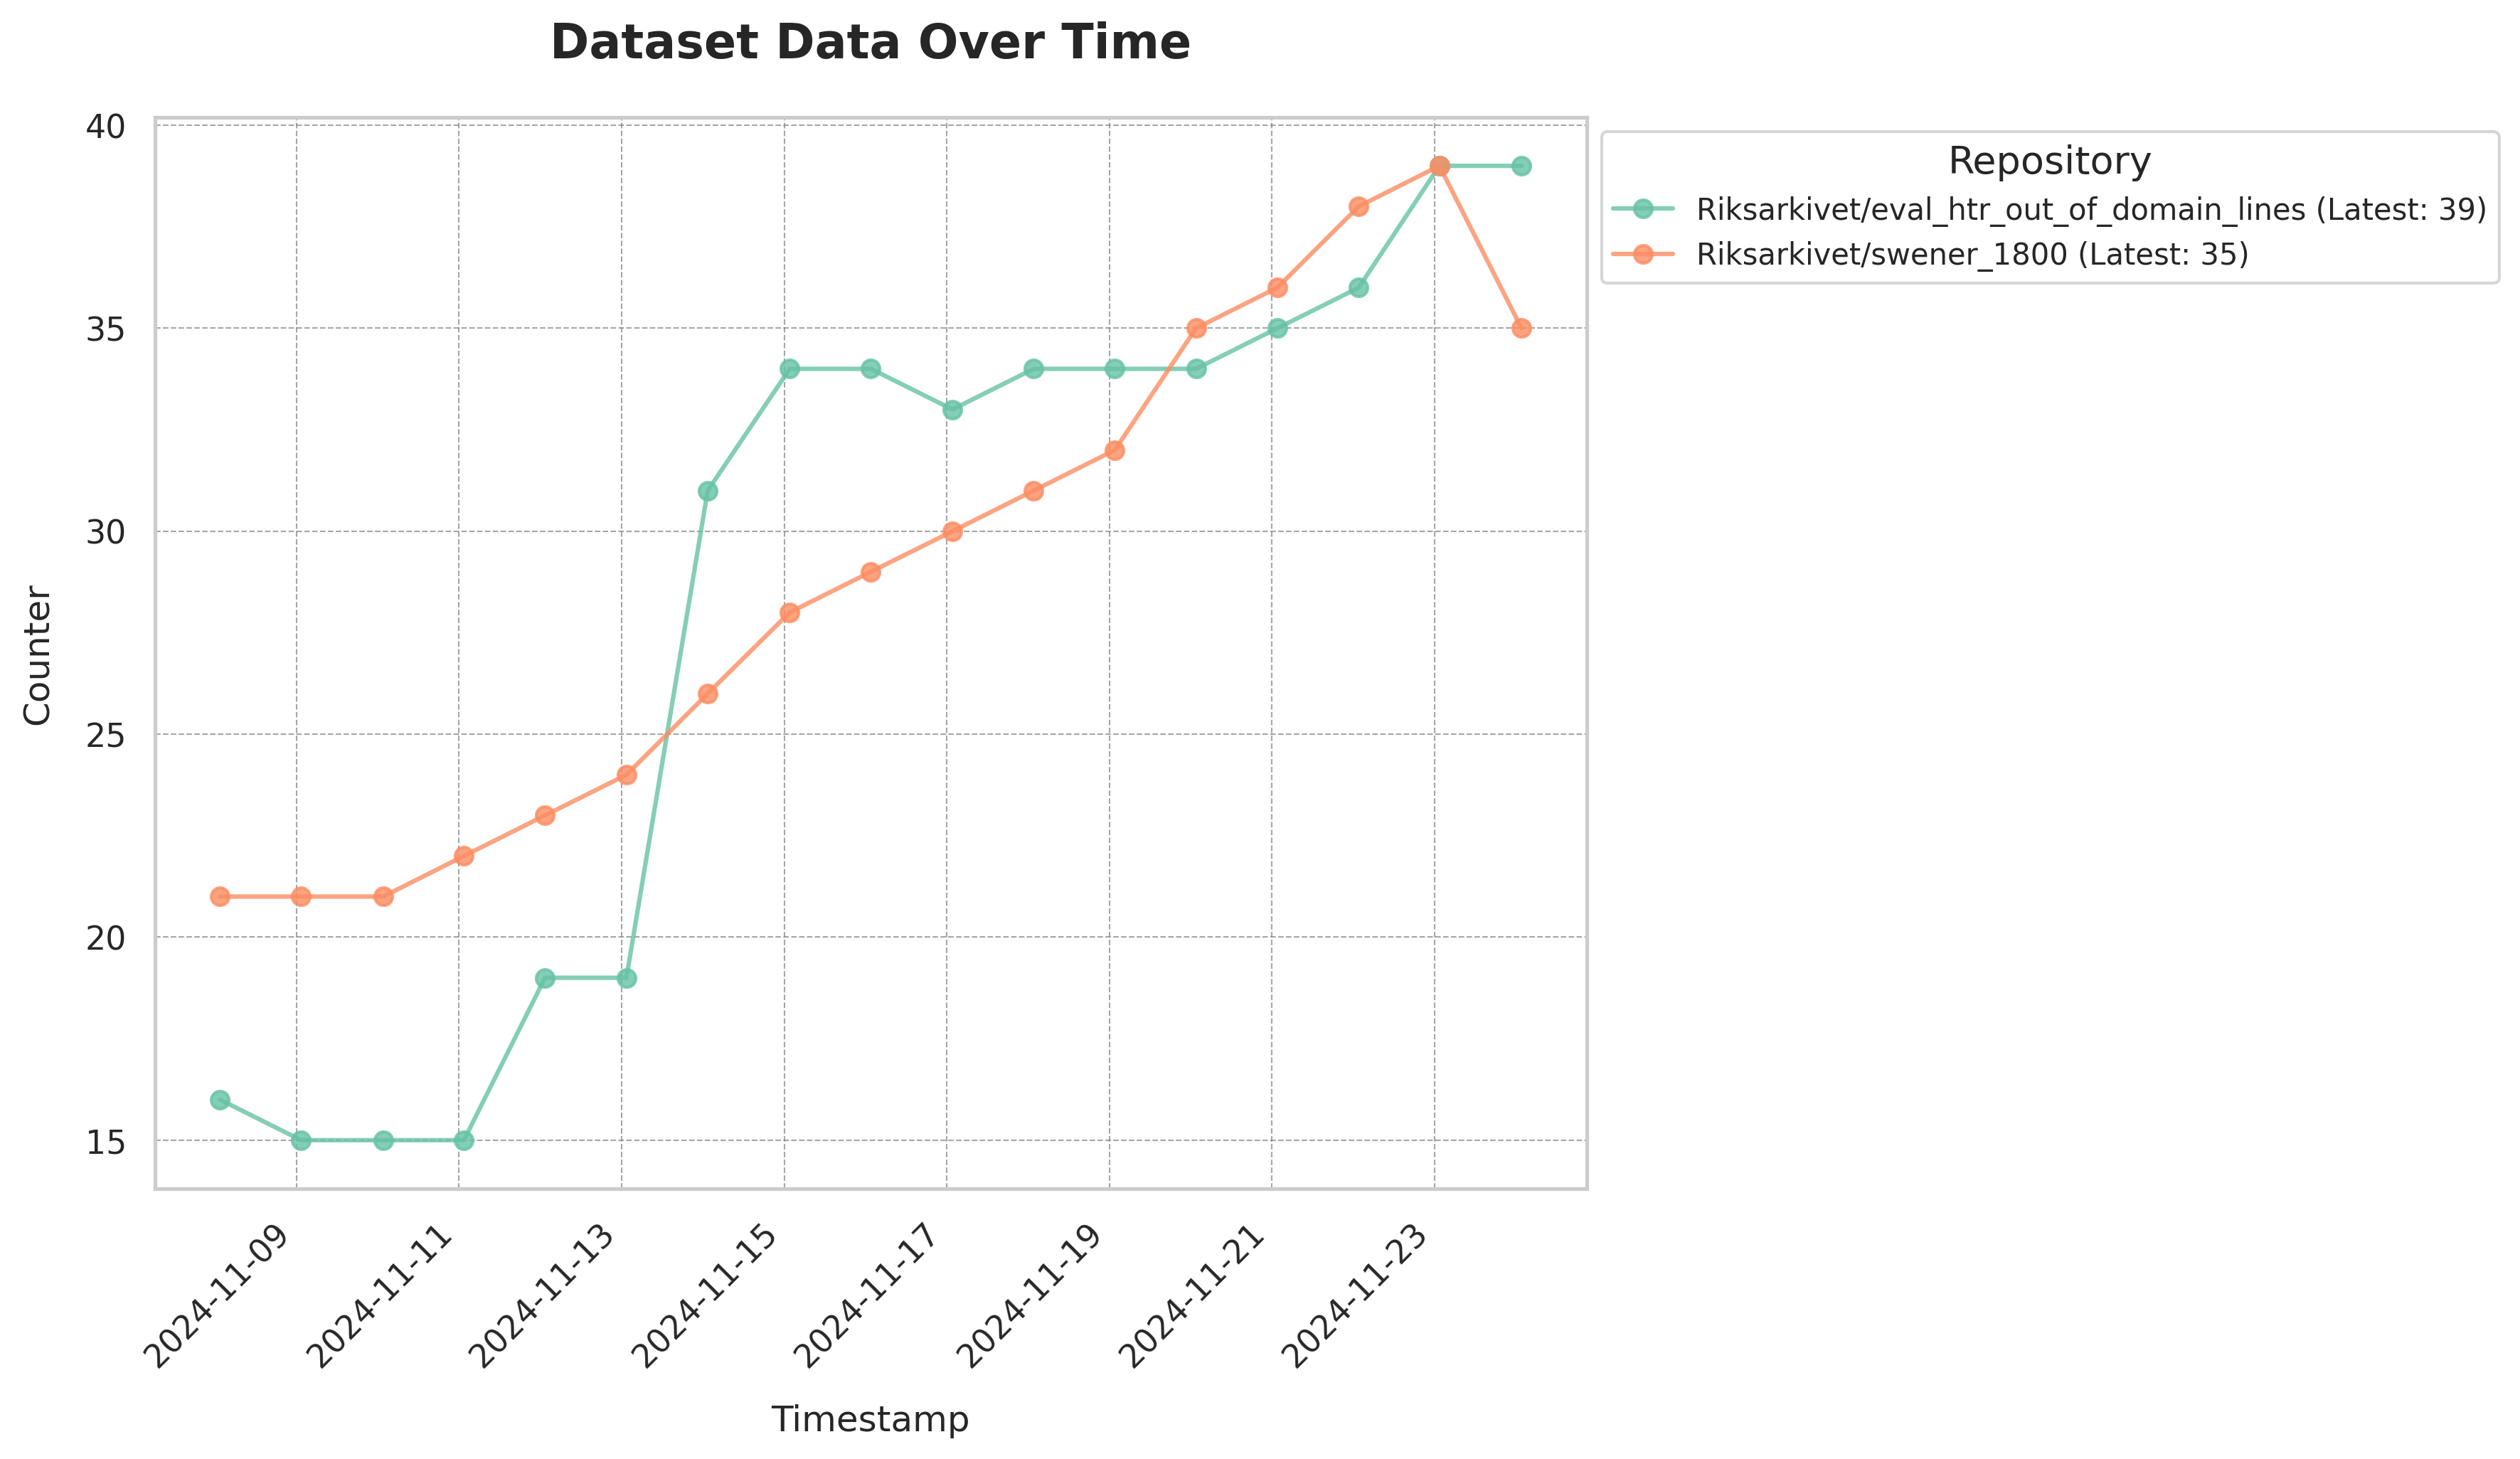 Dataset Data Over Time
Repository
Riksarkivet/eval_htr_out_of_domain_lines (Latest: 39)
Riksarkivet/swener_1800 (Latest: 35)
Counter
40
35
30
25
20
15
2024-11-09
2024-11-11
2024-11-13
2024-11-15
2024-11-17
2024-11-19
2024-11-21
2024-11-23
Timestamp